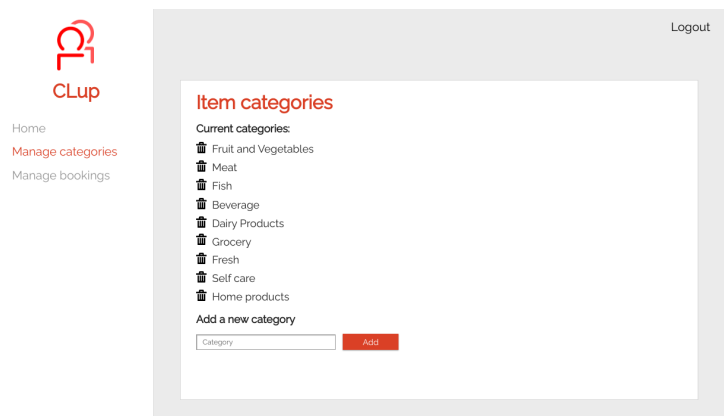 CLup
Home
Manage categories
Manage bookings
Logout
Item categories
Current categories:
Fruit and Vegetables
Meat
Fish
Beverage
Dairy Products
Grocery
Fresh
Self care
Home products
Add a new category
Category
Add